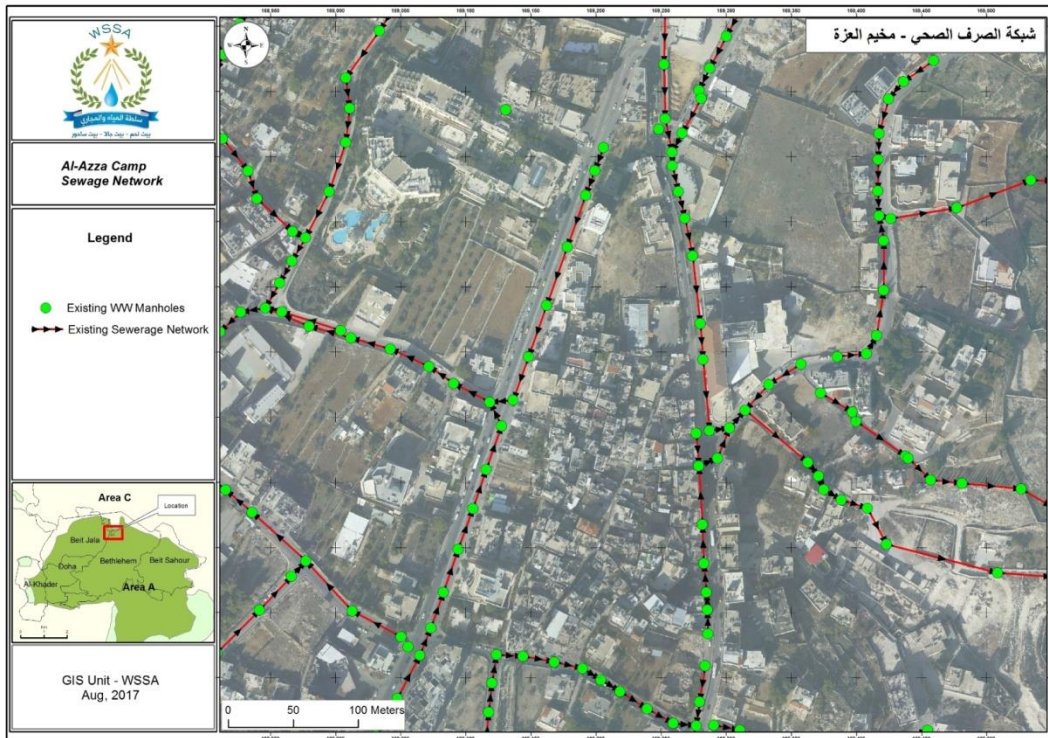 WSSA
سلطة المياه والمجاري
بيت لحم - بيت جالا - بيت ساحور
Al-Azza Camp
Sewage Network
Legend
Existing WW Manholes
Existing Sewerage Network
Area C
Location
Beit Jala
Bethlehem
Beit Sahour
Doha
Al-Khader
Area A
GIS Unit - WSSA
Aug, 2017
شبكة الصرف الصحي - مخيم العزة
N
W
E
S
0 50 100 Meters